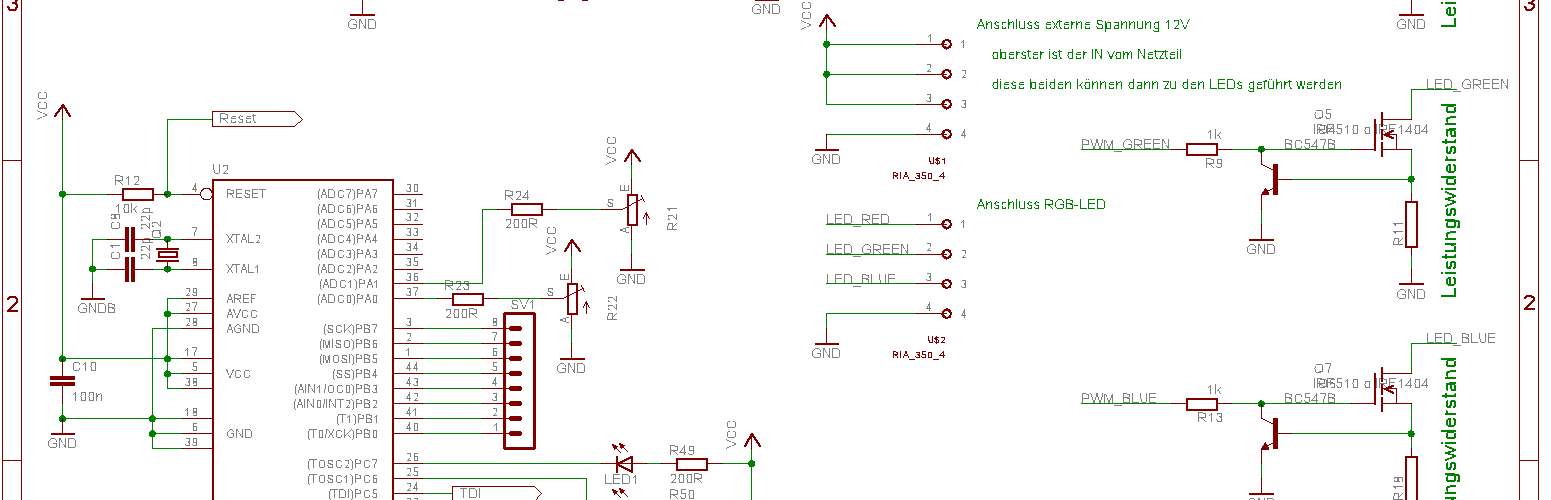 3
GND
GND
VCC
GND
3
Anschluss externe Spannung 12V
oberster ist der IN vom Netzteil
diese beiden können dann zu den LEDs geführt werden
1 1
2 2
3 3
4 4
GND
U$1
RIA_350_4
Anschluss RGB-LED
LED_RED 1 1
LED_GREEN 2 2
LED_BLUE 3 3
4 4
GND
U$2
RIA_350_4
VCC
Reset
U2
R12
10k
4 RESET
7 XTAL2
8 XTAL1
22p
22p
Q2
C1
GNDB
29 AREF
27 AVCC
28 AGND
17
5 VCC
38
18
6 GND
39
C10
100n
GND
(ADC7)PA7 30
(ADC6)PA6 31
(ADC5)PA5 32
(ADC4)PA4 33
(ADC3)PA3 34
(ADC2)PA2 35
(ADC1)PA1 36
(ADC0)PA0 37
(SCK)PB7 3 8
(MISO)PB6 2 7
(MOSI)PB5 1 6
(SS)PB4 44 5
(AIN1/OC0)PB3 43 4
(AIN0/INT2)PB2 42 3
(T1)PB1 41 2
(T0/XCK)PB0 40 1
(TOSC2)PC7 26
(TOSC1)PC6 25
(TDI)PC5 24
TDI
SV1
R24
200R
VCC
E
S
A
R21
GND
R23
200R
VCC
E
S
A
R22
GND
LED1
R49
200R
R50
VCC
LED_GREEN
Q5
IRF1404
PWM_GREEN
1k
R9
BC547B
GND
R11
GND
Leistungswiderstand
LED_BLUE
Q7
IRF1404
PWM_BLUE
1k
R13
BC547B
GND
2
2